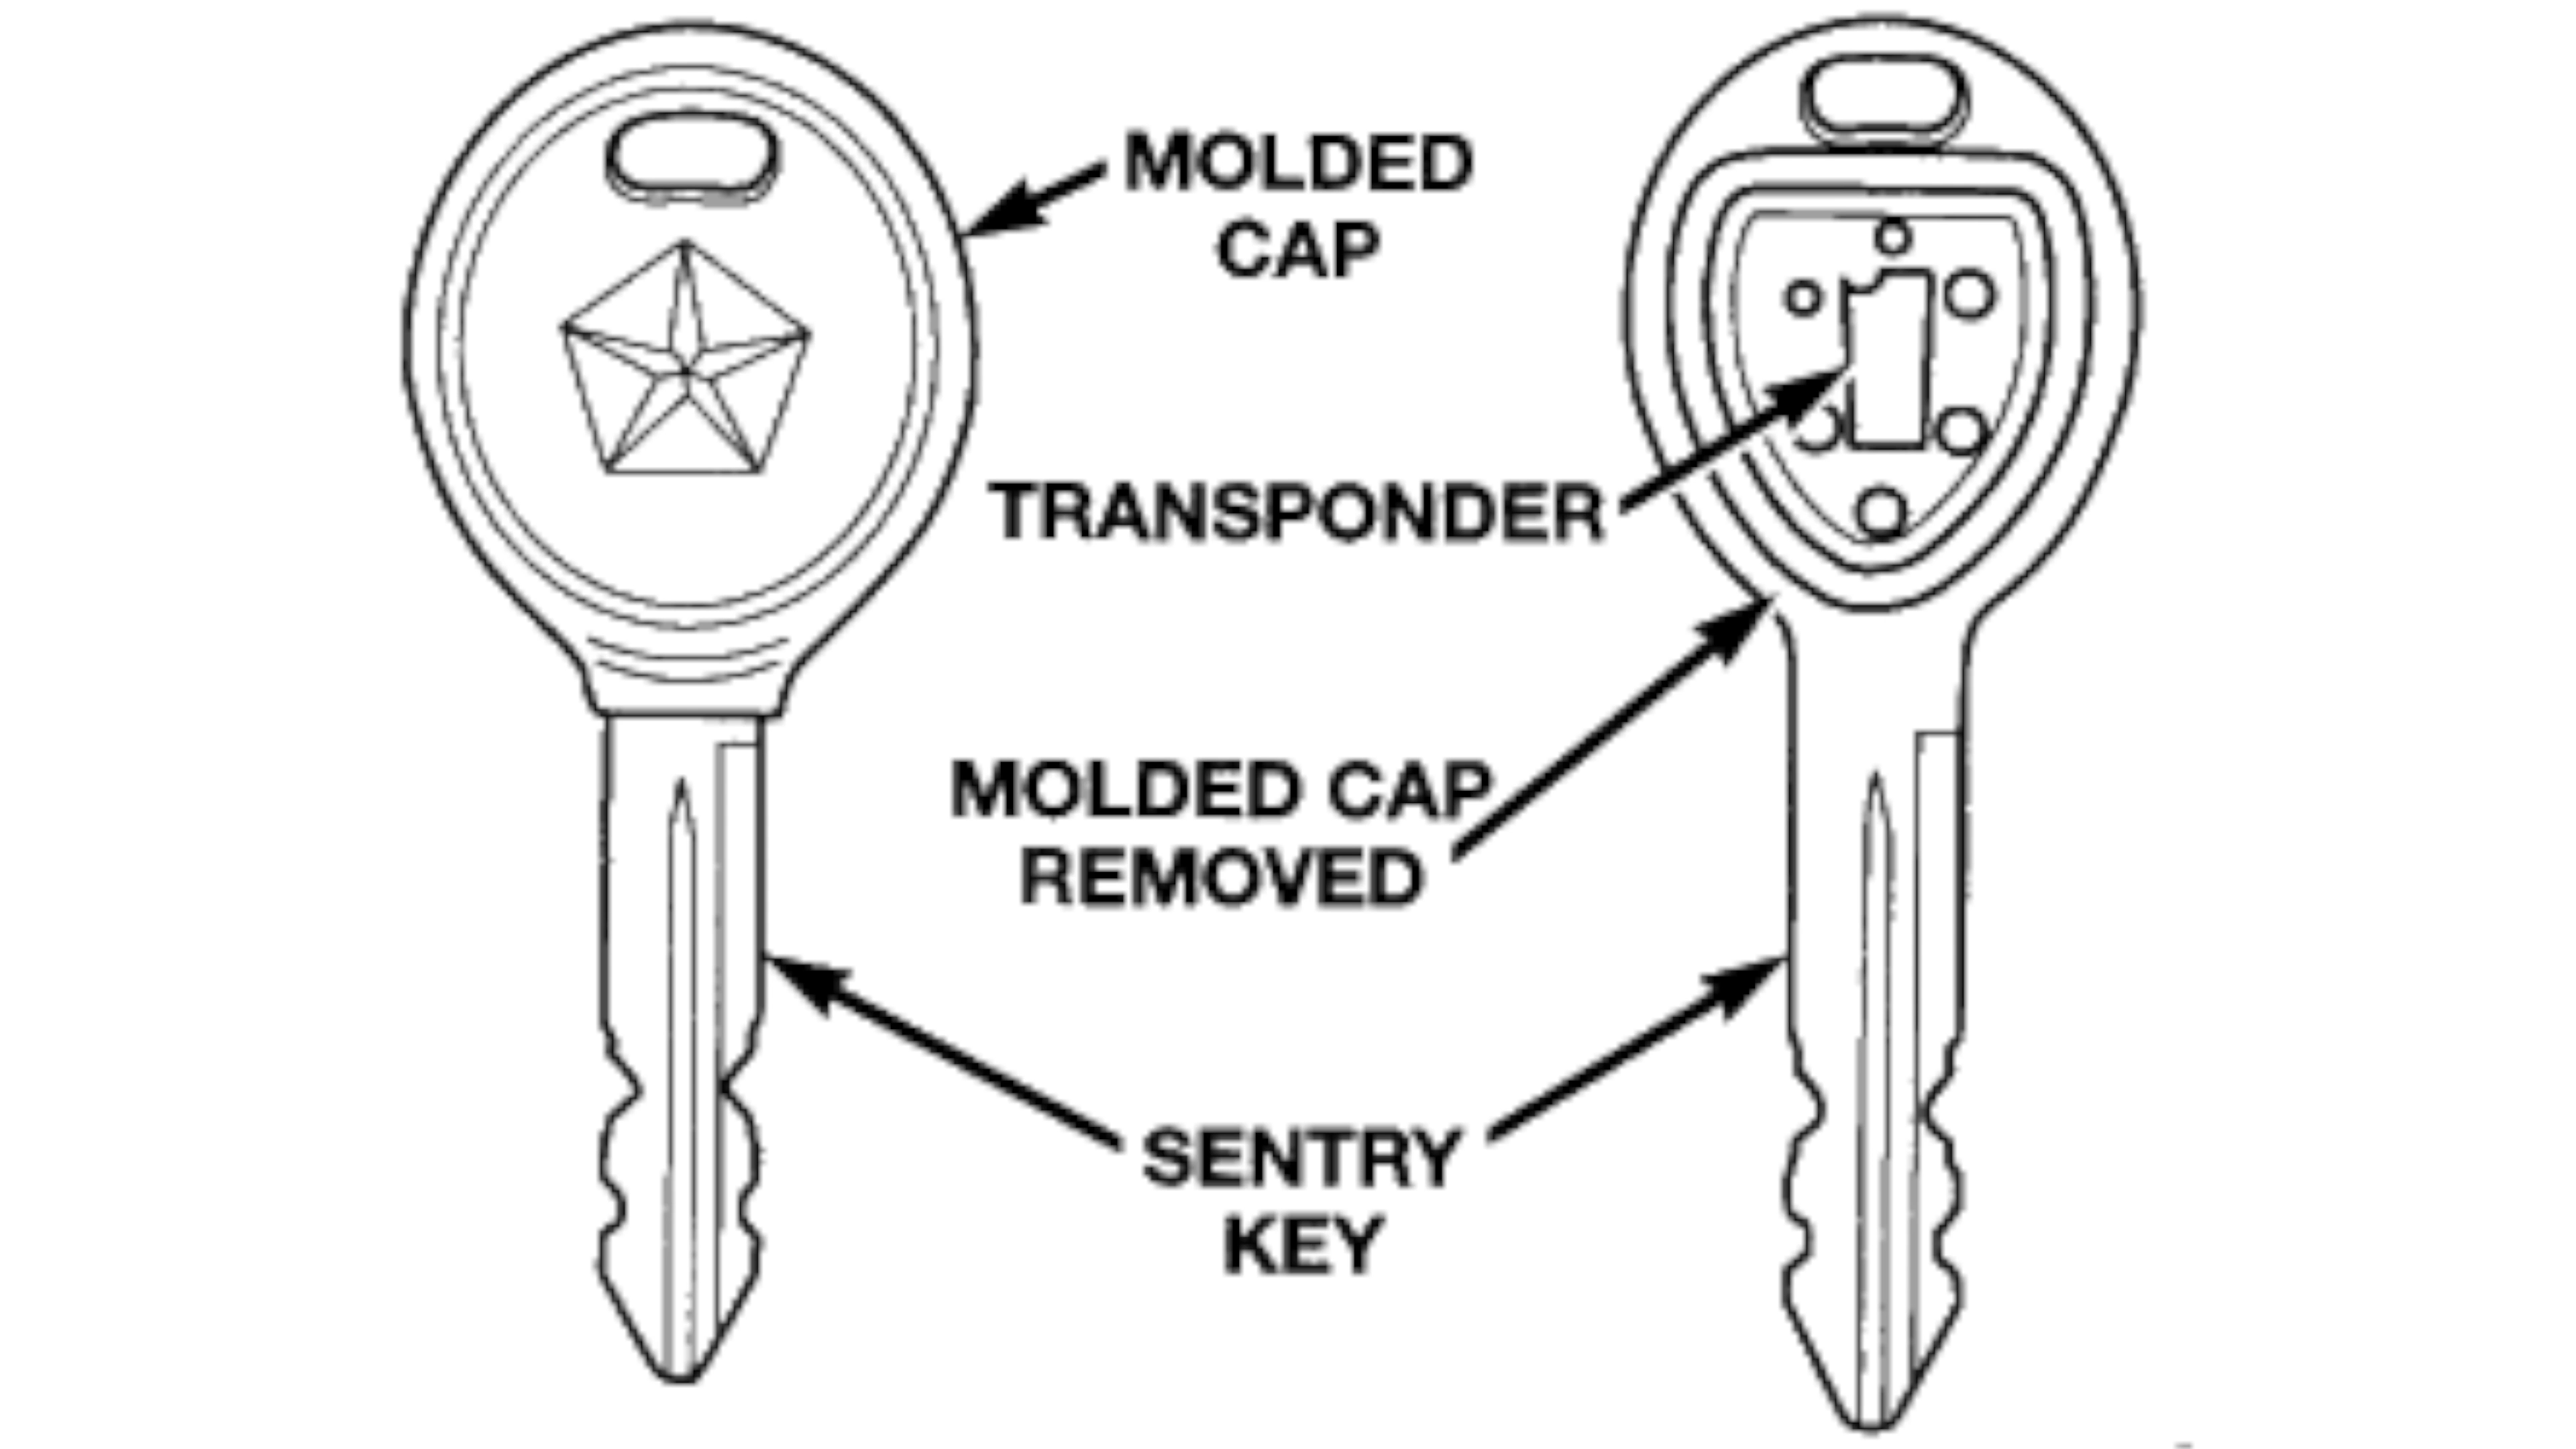 MOLDED
CAP
TRANSPONDER
MOLDED CAP
REMOVED
SENTRY
KEY